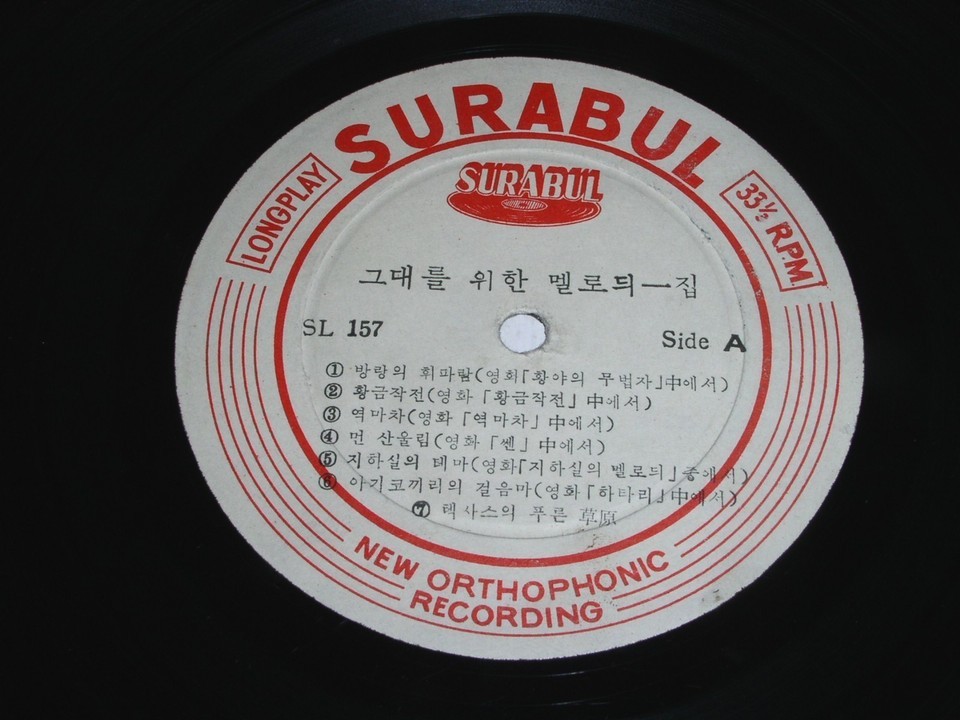 SURABUL
LONGPLAY
33½ R.P.M.
SURABUL
그대를 위한 멜로듸一집
SL 157
Side A
① 방랑의 휘파람(영화「황야의 무법자」中에서)
② 황금작전(영화「황금작전」中에서)
③ 역마차(영화「역마차」中에서)
④ 먼 산울림(영화「쎈」中에서)
⑤ 지하실의 테마(영화「지하실의 멜로듸」중에서)
⑥ 아기코끼리의 걸음마(영화「하타리」中에서)
⑦ 텍사스의 푸른 草原
NEW ORTHOPHONIC
RECORDING